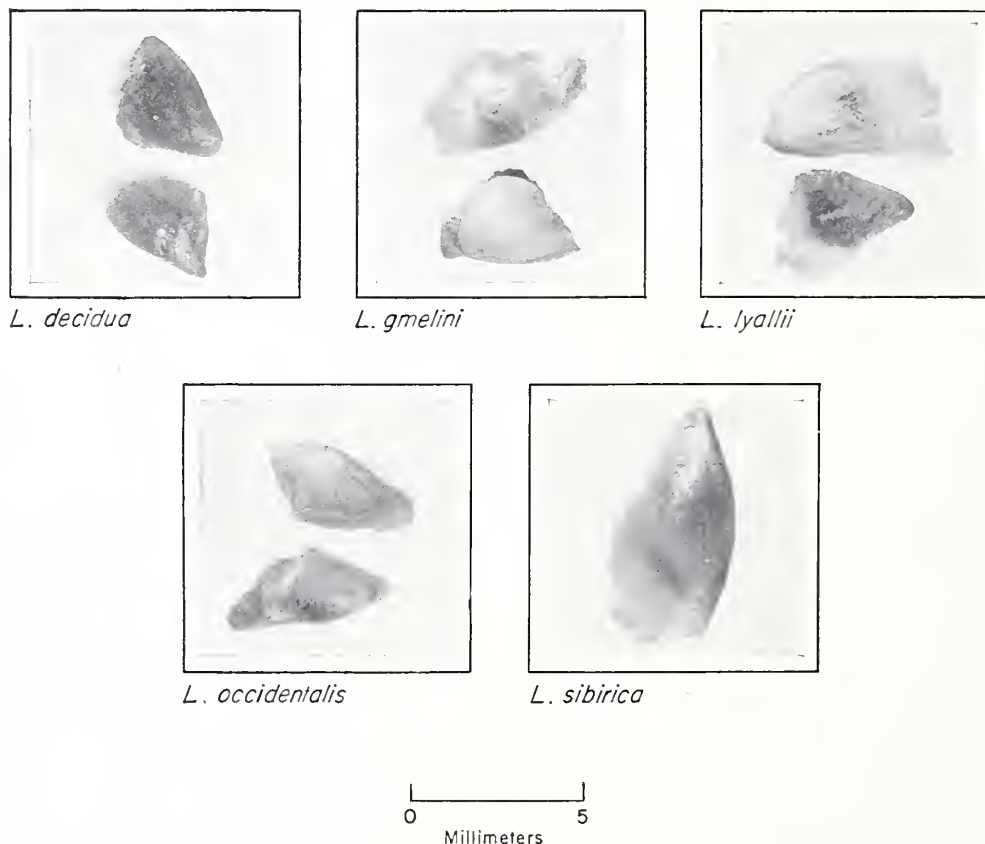 L. decidua
L. gmelini
L. lyallii
L. occidentalis
L. sibirica
0 5
Millimeters